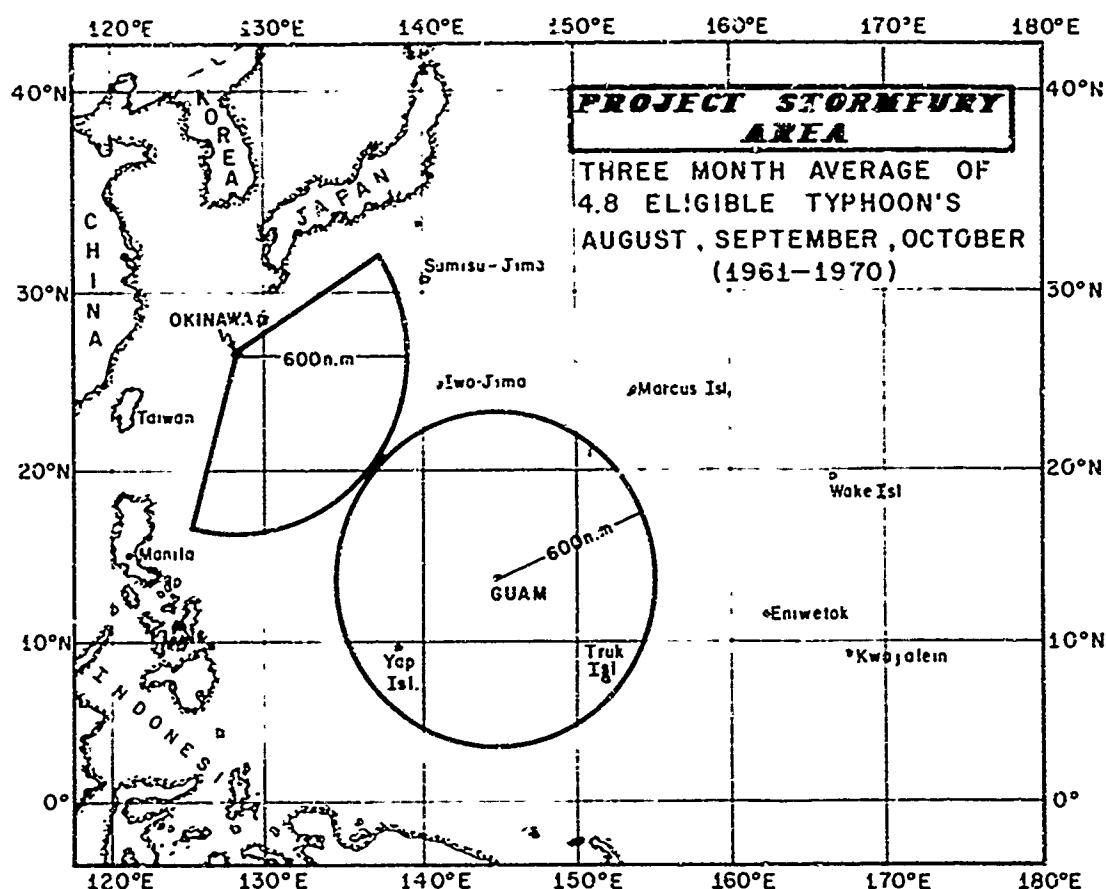 120°E 130°E 140°E 150°E 160°E 170°E 180°E
40°N 40°N
PROJECT STORMFURY
AREA
THREE MONTH AVERAGE OF
4.8 ELIGIBLE TYPHOON'S
AUGUST, SEPTEMBER, OCTOBER
(1961-1970)
KOREA
JAPAN
CHINA
Sumisu-Jima
30°N 30°N
OKINAWA
600n.m
Iwo-Jima
Marcus Isl.
Taiwan
20°N 20°N
Wake Isl
Manila
600n.m
GUAM
Eniwetok
10°N 10°N
Yap
Isl.
Truk
Isl
Kwajalein
INDONES
0° 0°
120°E 130°E 140°E 150°E 160°E 170°E 180°E